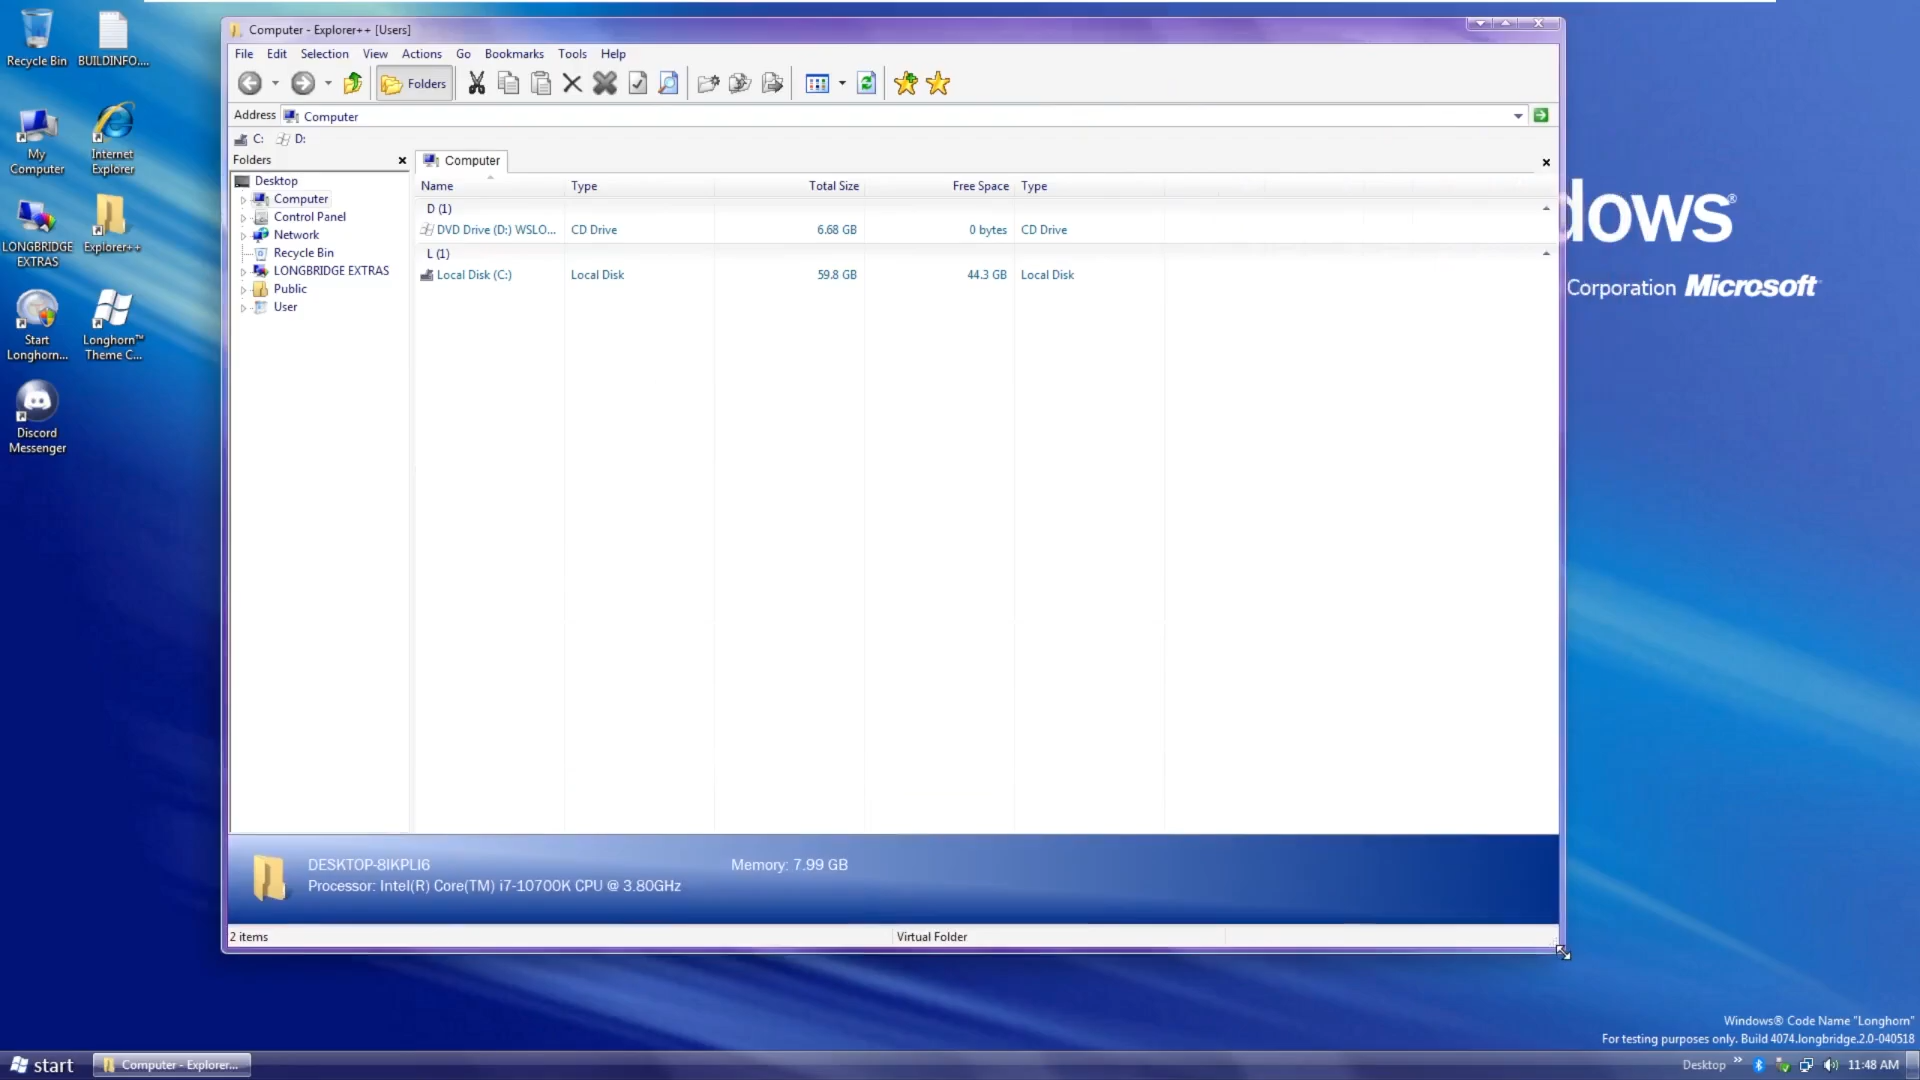 Recycle Bin
BUILDINFO....
My
Computer
Internet
Explorer
LONGBRIDGE
EXTRAS
Explorer++
Start
Longhorn...
Longhorn™
Theme C...
Discord
Messenger
Computer - Explorer++ [Users]
File Edit Selection View Actions Go Bookmarks Tools Help
Folders
Address Computer
C: D:
Folders
Computer
Desktop
Computer
Control Panel
Network
Recycle Bin
LONGBRIDGE EXTRAS
Public
User
Name Type Total Size Free Space Type
D (1)
DVD Drive (D:) WSLO... CD Drive 6.68 GB 0 bytes CD Drive
L (1)
Local Disk (C:) Local Disk 59.8 GB 44.3 GB Local Disk
DESKTOP-8IKPLI6 Memory: 7.99 GB
Processor: Intel(R) Core(TM) i7-10700K CPU @ 3.80GHz
2 items Virtual Folder
dows®
Corporation Microsoft
Windows® Code Name "Longhorn"
For testing purposes only. Build 4074.longbridge.2.0-040518
start Computer - Explorer... Desktop » 11:48 AM